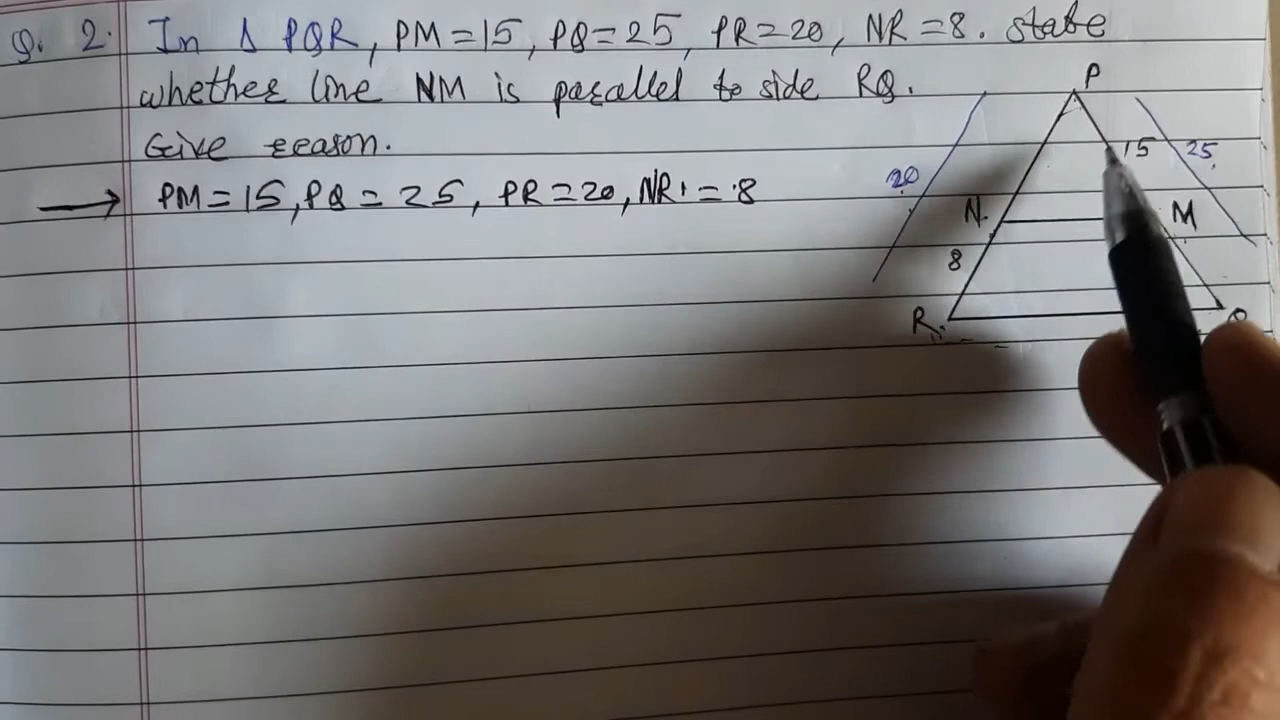 Q. 2. In Δ PQR, PM=15, PQ=25, PR=20, NR=8. state
whether line NM is parallel to side RQ.
Give reason.
→ PM=15, PQ=25, PR=20, NR=8
P
15
25
20
N
M
8
R
Q